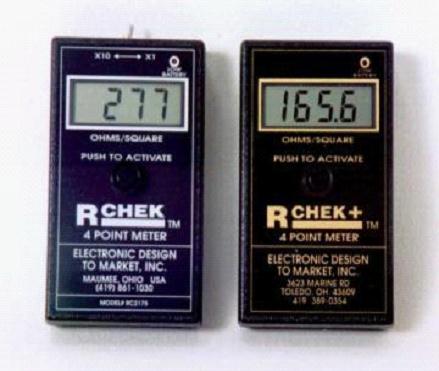 X10 ←→ X1
LOW
BATTERY
277
OHMS/SQUARE
PUSH TO ACTIVATE
RCHEK TM
4 POINT METER
ELECTRONIC DESIGN
TO MARKET, INC.
MAUMEE, OHIO USA
(419) 861-1030
MODEL# RC2175
LOW
BATTERY
165.6
OHMS/SQUARE
PUSH TO ACTIVATE
RCHEK+ TM
4 POINT METER
ELECTRONIC DESIGN
TO MARKET, INC.
3623 MARINE RD
TOLEDO, OH 43609
419 389-0354